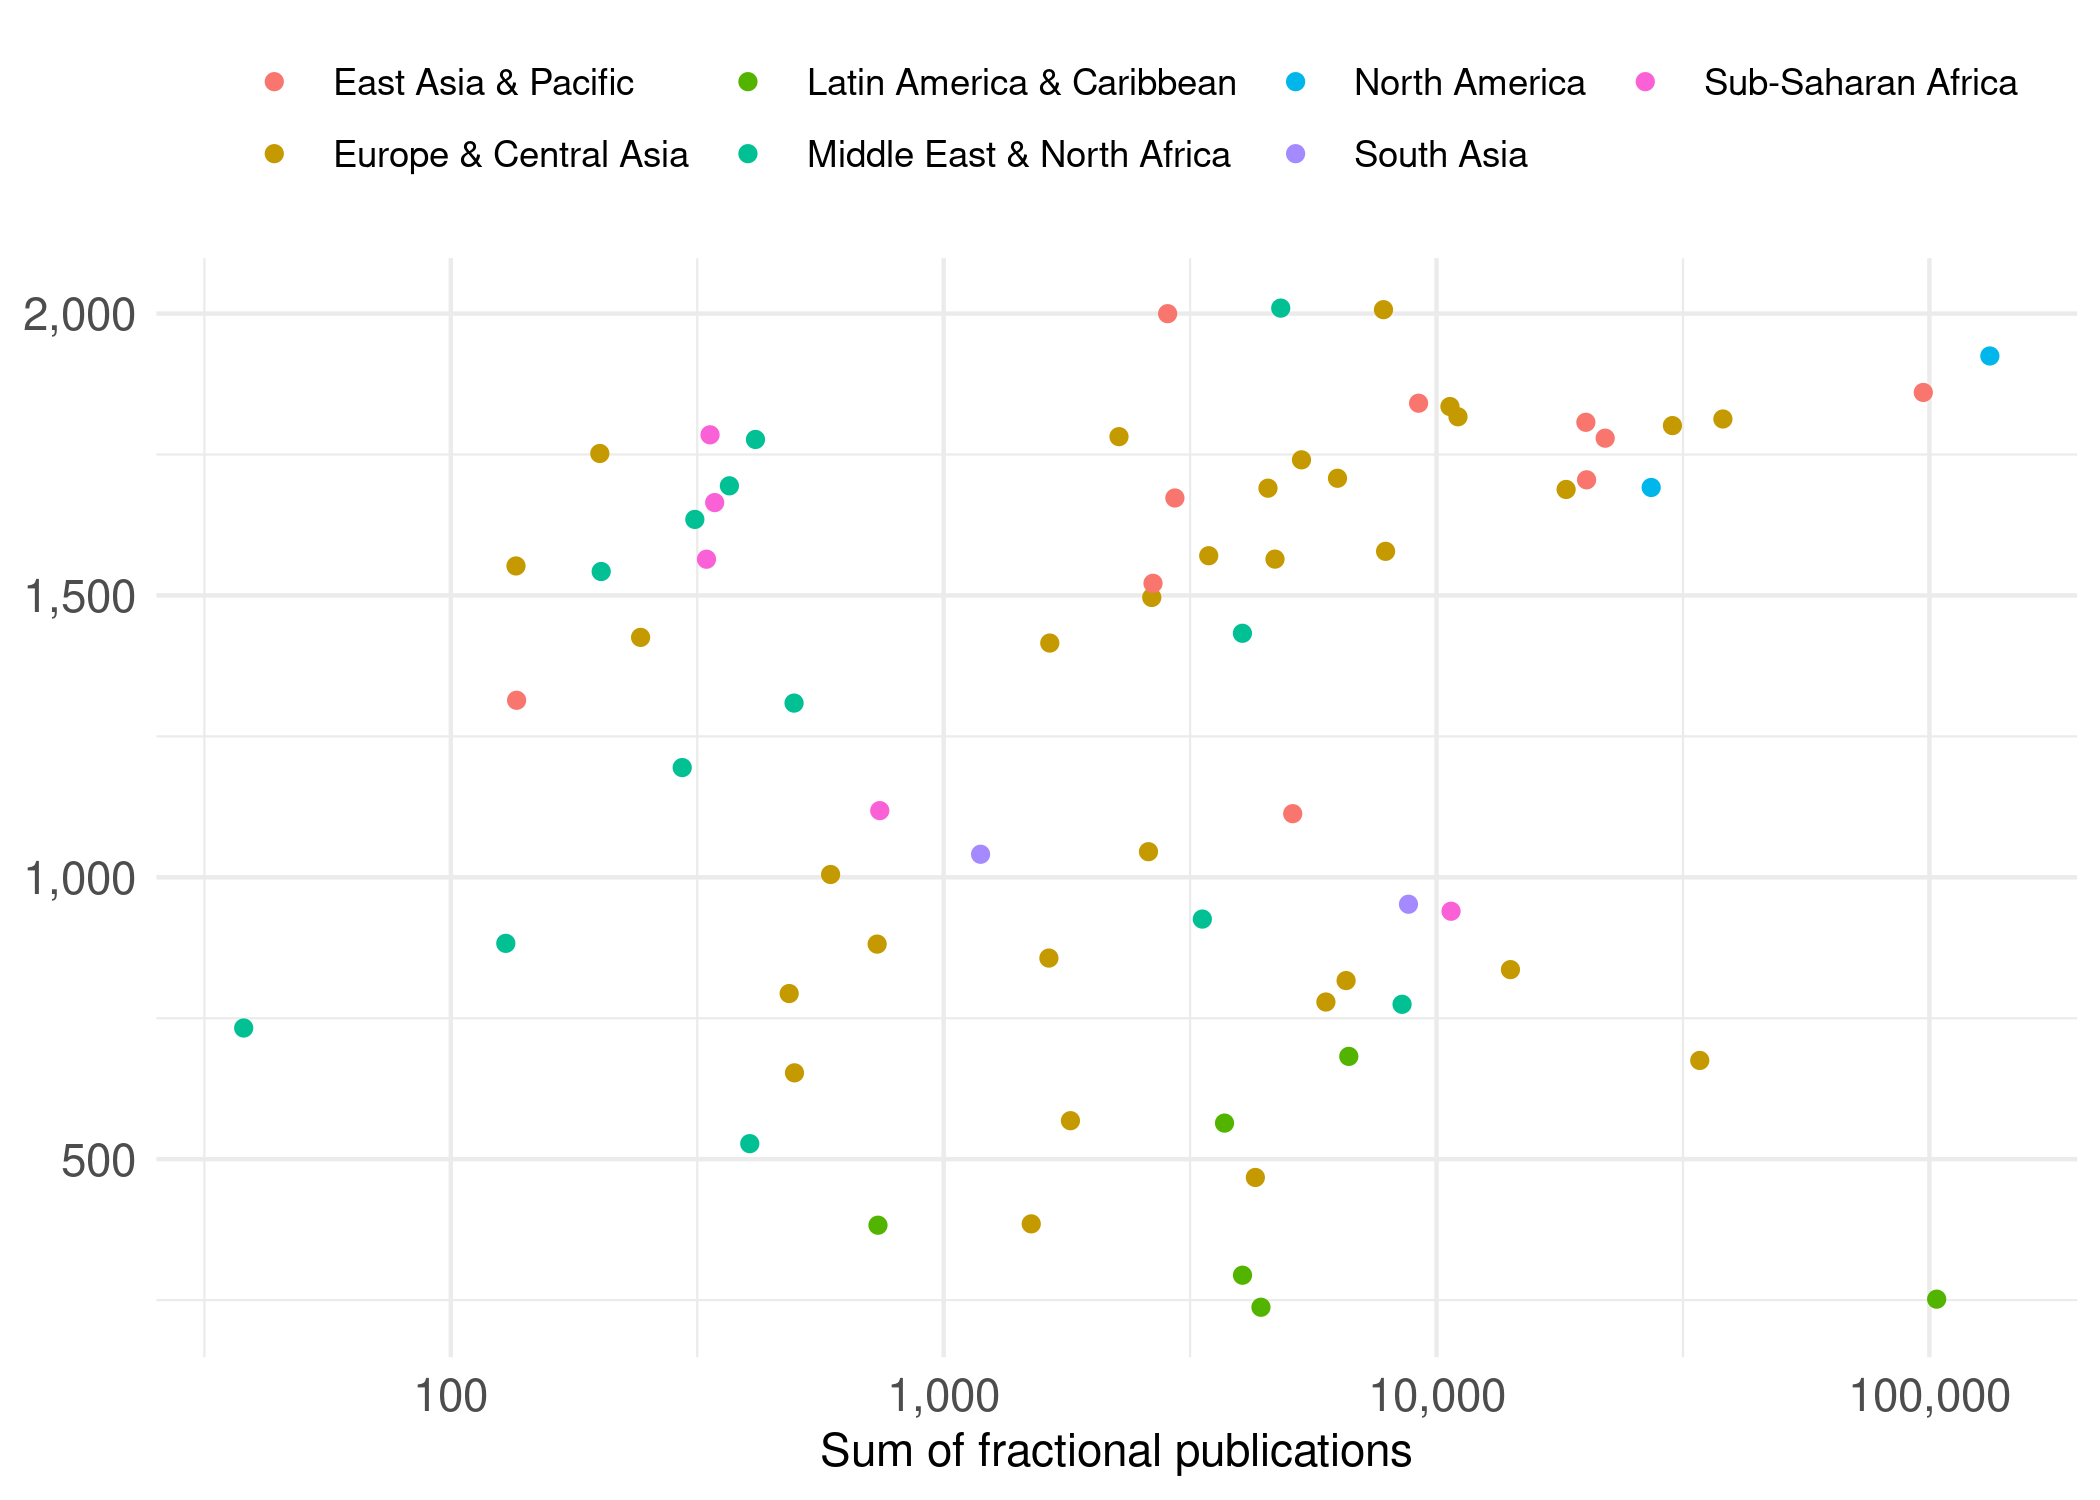 East Asia & Pacific Latin America & Caribbean North America Sub-Saharan Africa
Europe & Central Asia Middle East & North Africa South Asia
2,000
1,500
1,000
500
100 1,000 10,000 100,000
Sum of fractional publications